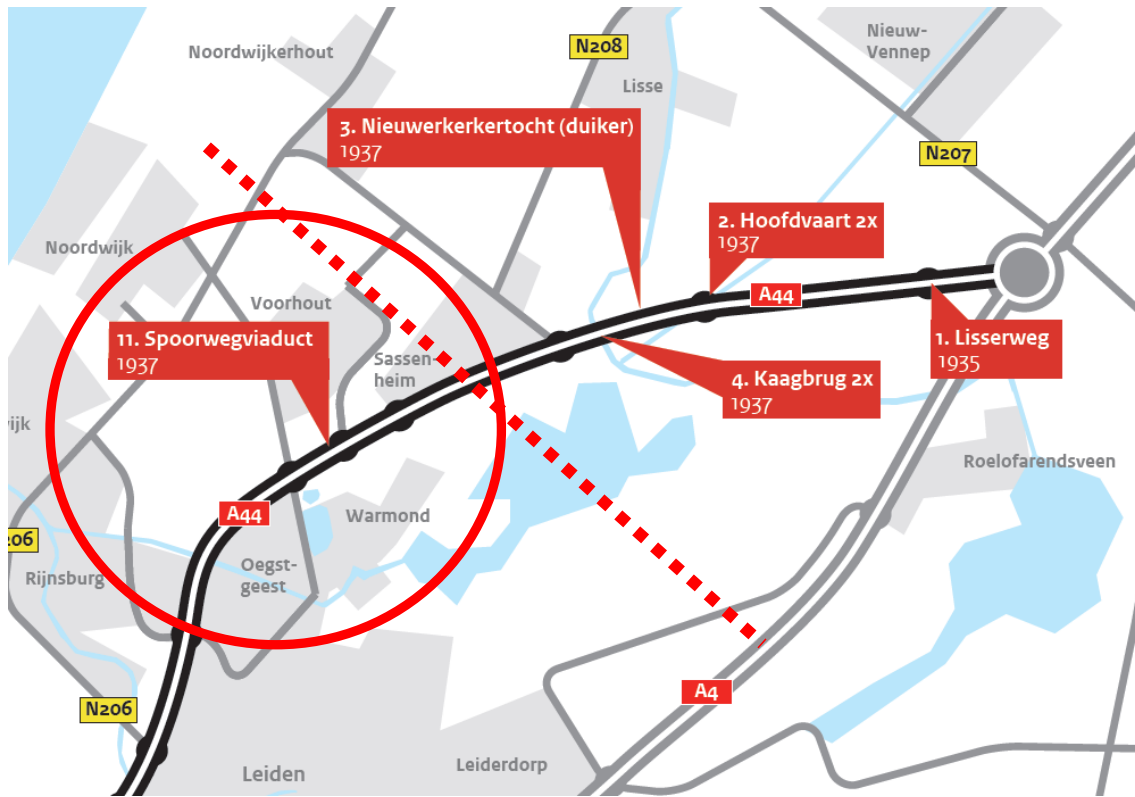 Noordwijkerhout
N208
Nieuw-
Vennep
Lisse
3. Nieuwerkerkertocht (duiker)
1937
N207
Noordwijk
2. Hoofdvaart 2x
1937
Voorhout
A44
11. Spoorwegviaduct
1937
Sassen-
heim
1. Lisserweg
1935
4. Kaagbrug 2x
1937
ijk
Roelofarendsveen
A44
Warmond
206
Oegst-
geest
Rijnsburg
A4
N206
Leiden
Leiderdorp